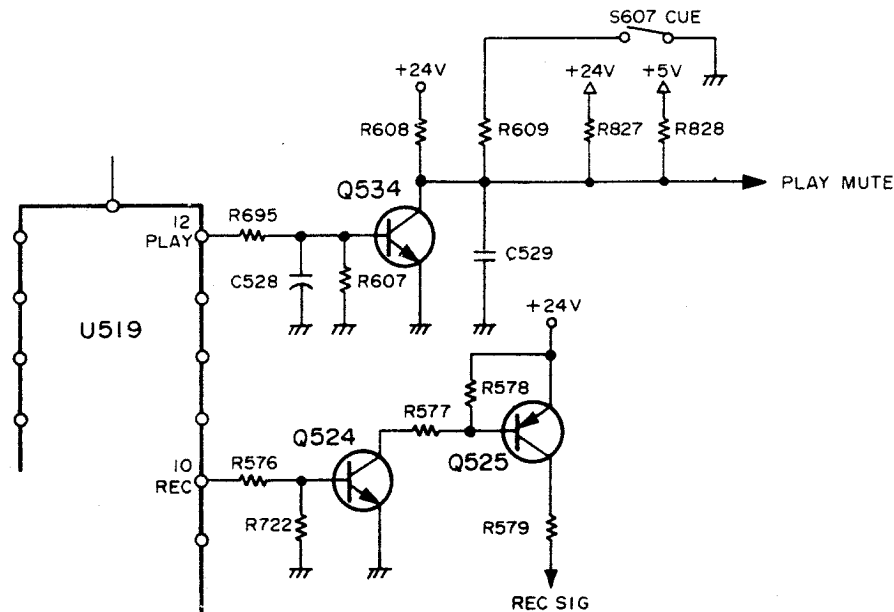 S607 CUE
+24V
+24V
+5V
R608
R609
R827
R828
Q534
PLAY MUTE
12
PLAY
R695
C528
R607
C529
U519
+24V
R578
R577
Q524
Q525
10
REC
R576
R722
R579
REC SIG